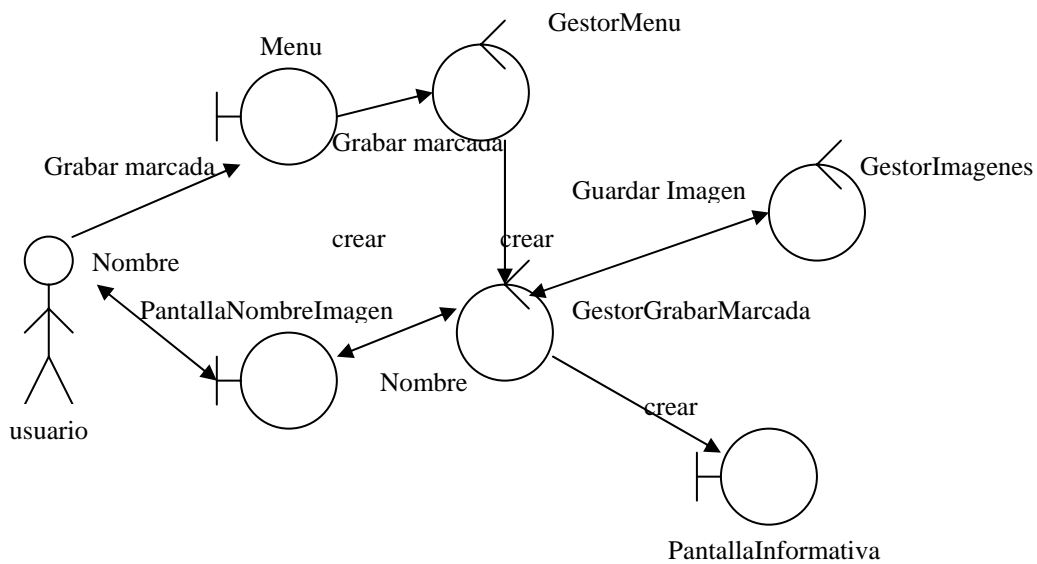 GestorMenu
Menu
Grabar marcada
Grabar marcada
GestorImagenes
Guardar Imagen
crear
crear
Nombre
PantallaNombreImagen
GestorGrabarMarcada
Nombre
crear
usuario
PantallaInformativa